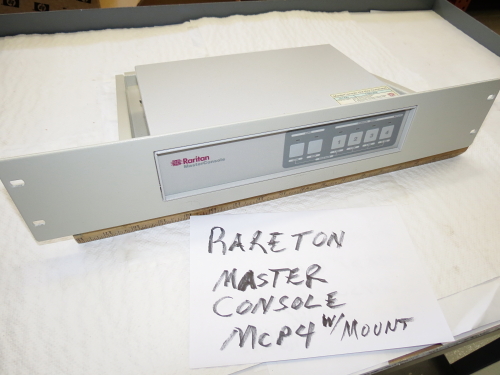 Raritan
MasterConsole
RARETON
MASTER
CONSOLE
MCP4 W/MOUNT